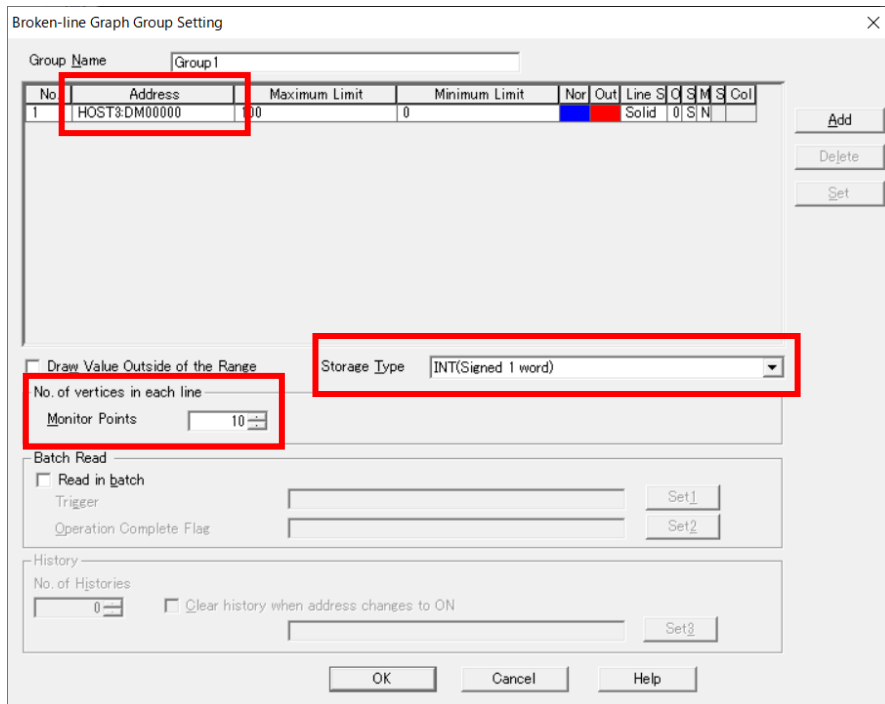 Broken-line Graph Group Setting
Group Name Group1
No. Address Maximum Limit Minimum Limit Nor Out Line S O S M S Col
1 HOST3:DM00000 100 0 Solid 0 S N
Add
Delete
Set
Draw Value Outside of the Range Storage Type INT(Signed 1 word)
No. of vertices in each line
Monitor Points 10
Batch Read
Read in batch
Trigger Set1
Operation Complete Flag Set2
History
No. of Histories
0 Clear history when address changes to ON
Set3
OK Cancel Help